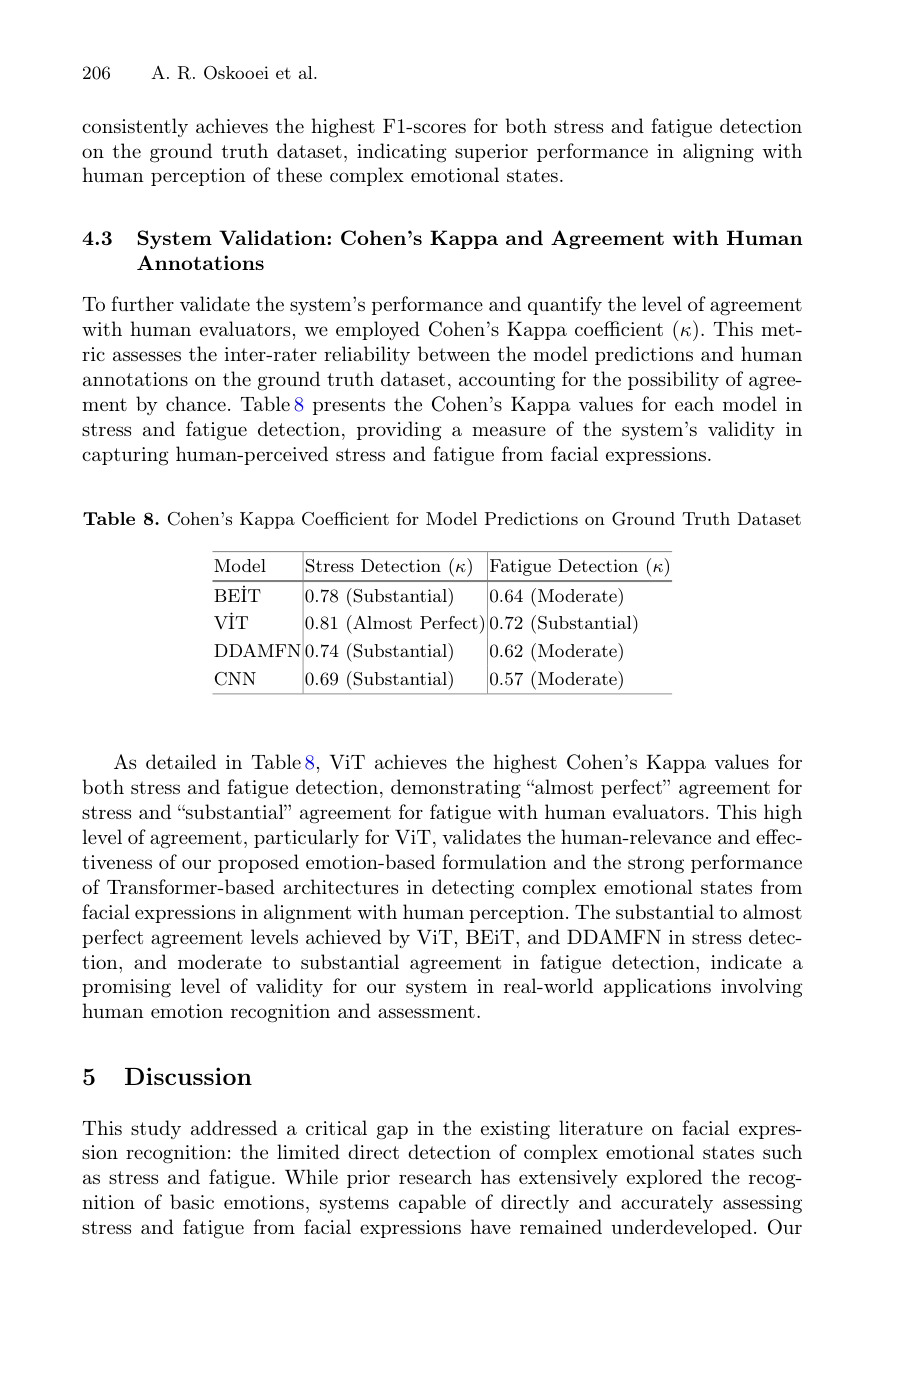 206 A. R. Oskooei et al.
consistently achieves the highest F1-scores for both stress and fatigue detection
on the ground truth dataset, indicating superior performance in aligning with
human perception of these complex emotional states.
4.3 System Validation: Cohen's Kappa and Agreement with Human
Annotations
To further validate the system's performance and quantify the level of agreement
with human evaluators, we employed Cohen's Kappa coefficient (κ). This met-
ric assesses the inter-rater reliability between the model predictions and human
annotations on the ground truth dataset, accounting for the possibility of agree-
ment by chance. Table 8 presents the Cohen's Kappa values for each model in
stress and fatigue detection, providing a measure of the system's validity in
capturing human-perceived stress and fatigue from facial expressions.
Table 8. Cohen's Kappa Coefficient for Model Predictions on Ground Truth Dataset
Model Stress Detection (κ) Fatigue Detection (κ)
BEİT 0.78 (Substantial) 0.64 (Moderate)
VİT 0.81 (Almost Perfect) 0.72 (Substantial)
DDAMFN 0.74 (Substantial) 0.62 (Moderate)
CNN 0.69 (Substantial) 0.57 (Moderate)
As detailed in Table 8, ViT achieves the highest Cohen's Kappa values for
both stress and fatigue detection, demonstrating “almost perfect” agreement for
stress and “substantial” agreement for fatigue with human evaluators. This high
level of agreement, particularly for ViT, validates the human-relevance and effec-
tiveness of our proposed emotion-based formulation and the strong performance
of Transformer-based architectures in detecting complex emotional states from
facial expressions in alignment with human perception. The substantial to almost
perfect agreement levels achieved by ViT, BEiT, and DDAMFN in stress detec-
tion, and moderate to substantial agreement in fatigue detection, indicate a
promising level of validity for our system in real-world applications involving
human emotion recognition and assessment.
5 Discussion
This study addressed a critical gap in the existing literature on facial expres-
sion recognition: the limited direct detection of complex emotional states such
as stress and fatigue. While prior research has extensively explored the recog-
nition of basic emotions, systems capable of directly and accurately assessing
stress and fatigue from facial expressions have remained underdeveloped. Our